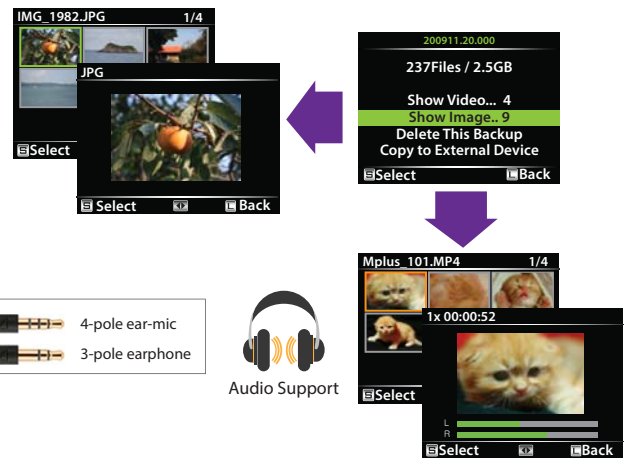 IMG_1982.JPG 1/4
Select
JPG
Select Back
200911.20.000
237Files / 2.5GB
Show Video... 4
Show Image.. 9
Delete This Backup
Copy to External Device
SSelect LBack
4-pole ear-mic
3-pole earphone
Audio Support
Mplus_101.MP4 1/4
Select
1x 00:00:52
L
R
Select Back